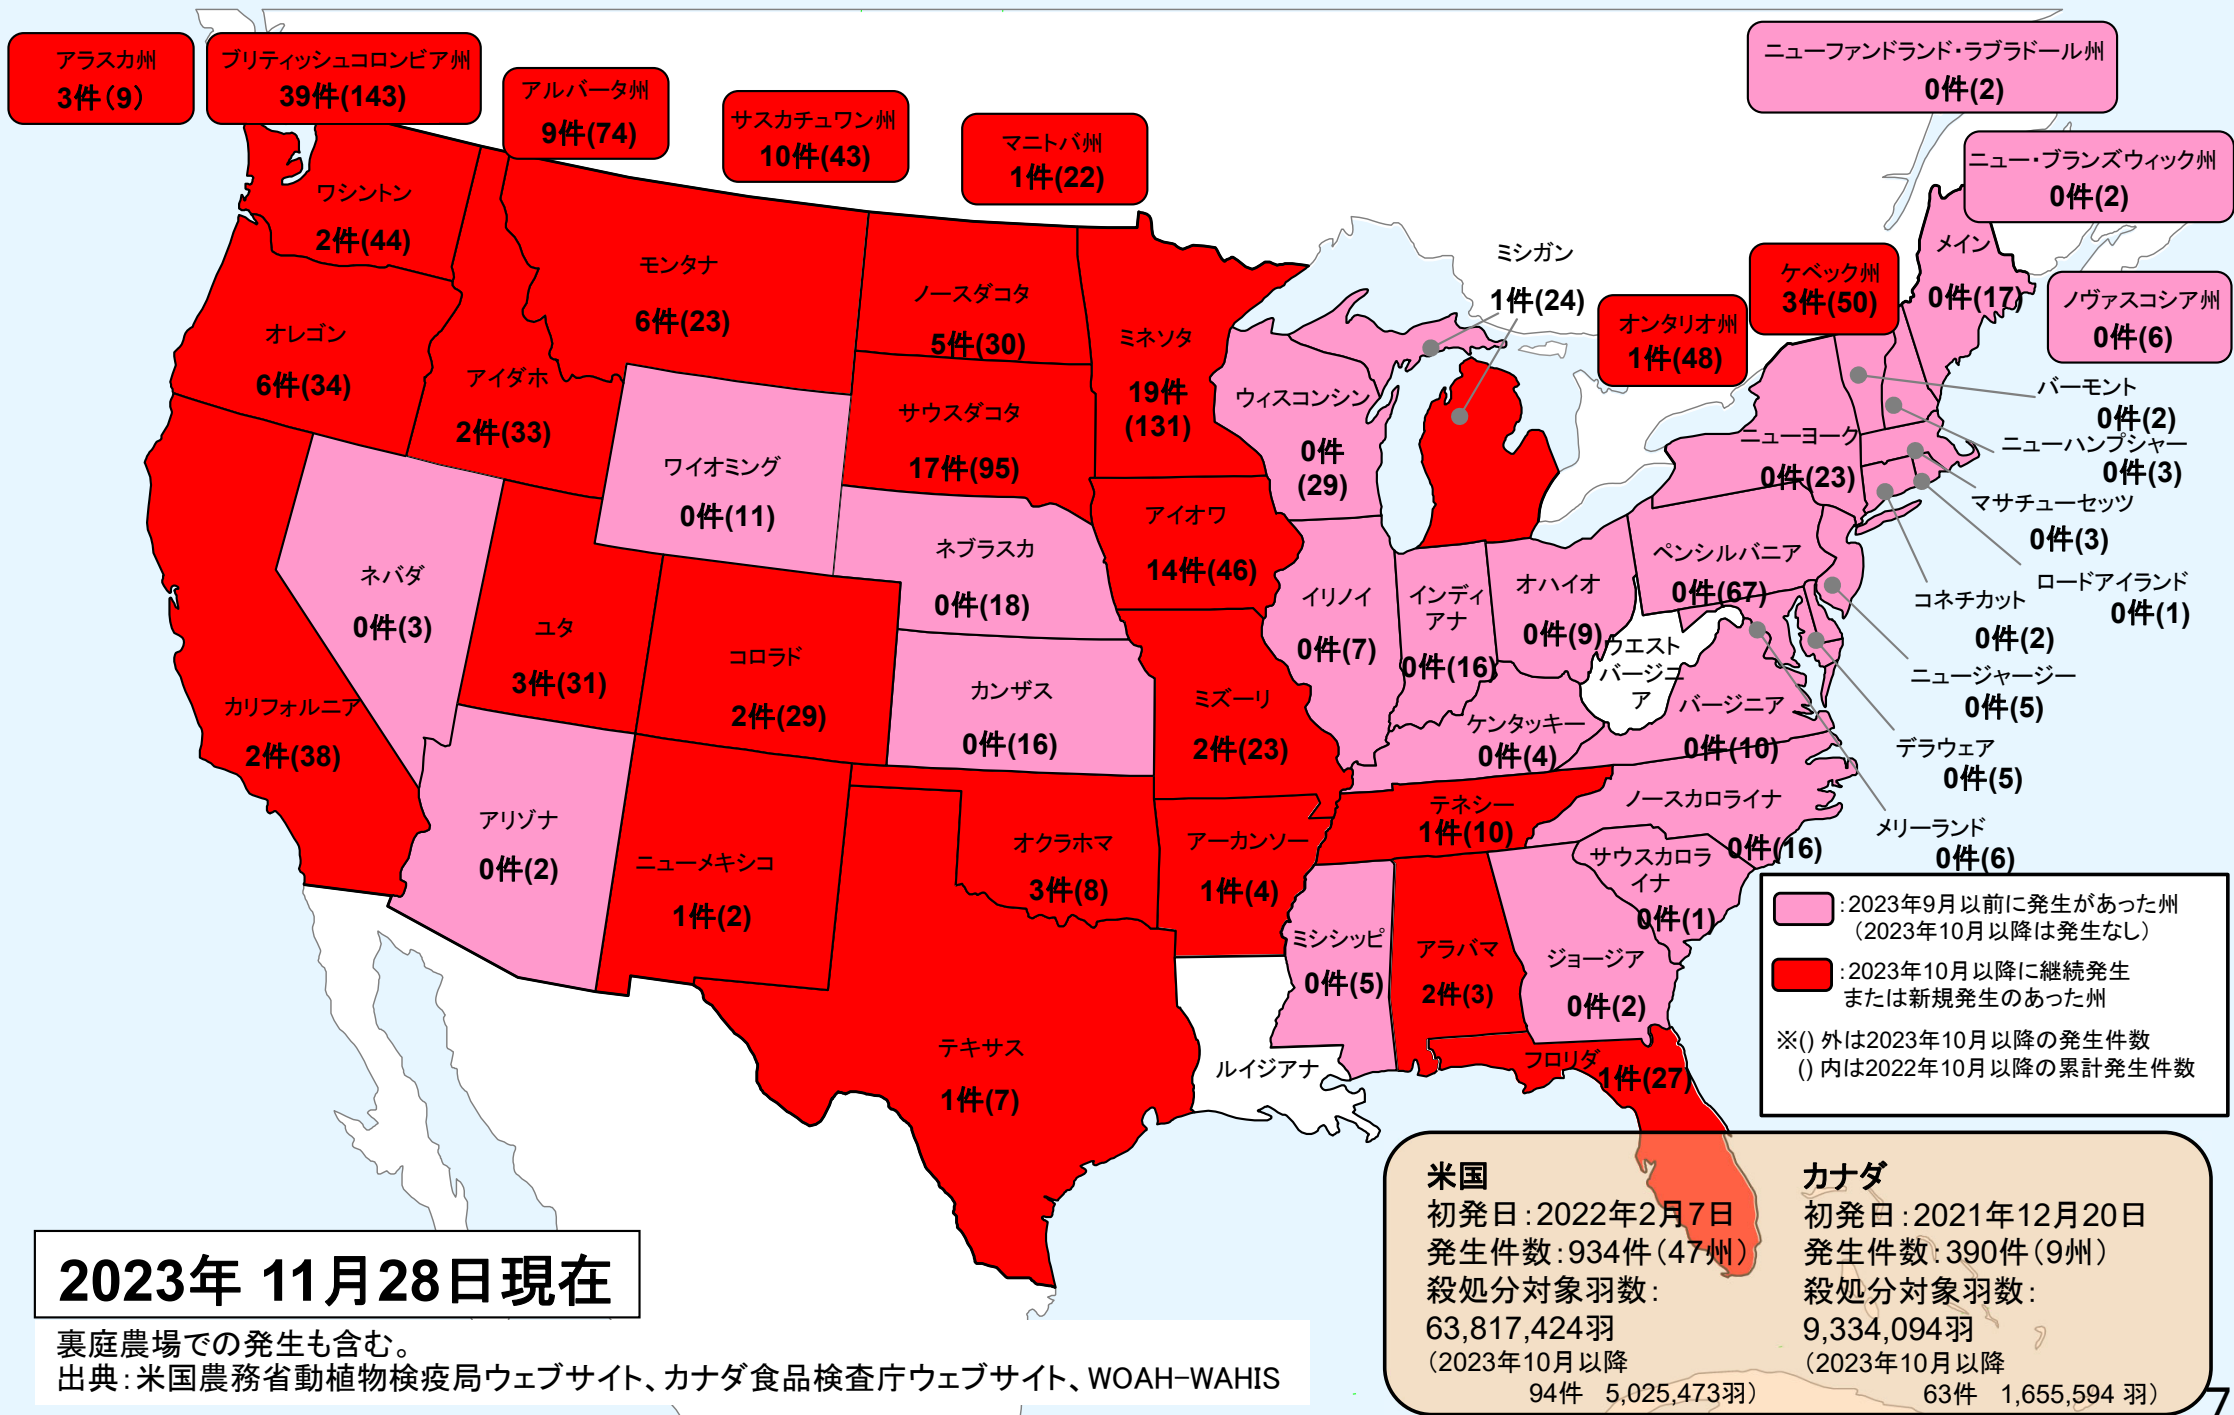 アラスカ州
3件（9）
ブリティッシュコロンビア州
39件(143)
アルバータ州
9件(74)
サスカチュワン州
10件(43)
マニトバ州
1件(22)
ニューファンドランド・ラブラドール州
0件(2)
ニュー・ブランズウィック州
0件(2)
ケベック州
3件(50)
オンタリオ州
1件(48)
ノヴァスコシア州
0件(6)
ワシントン
2件(44)
オレゴン
6件(34)
アイダホ
2件(33)
モンタナ
6件(23)
ノースダコタ
5件(30)
サウスダコタ
17件(95)
ミネソタ
19件
(131)
ミシガン
1件(24)
ウィスコンシン
0件
(29)
メイン
0件(17)
バーモント
0件(2)
ニューハンプシャー
0件(3)
マサチューセッツ
0件(3)
ロードアイランド
0件(1)
コネチカット
0件(2)
ニュージャージー
0件(5)
デラウェア
0件(5)
メリーランド
0件(6)
ニューヨーク
0件(23)
ペンシルバニア
0件(67)
ワイオミング
0件(11)
ネブラスカ
0件(18)
アイオワ
14件(46)
イリノイ
0件(7)
インディ
アナ
0件(16)
オハイオ
0件(9)
ウエスト
バージニ
ア
バージニア
0件(10)
ケンタッキー
0件(4)
ネバダ
0件(3)
ユタ
3件(31)
コロラド
2件(29)
カンザス
0件(16)
ミズーリ
2件(23)
カリフォルニア
2件(38)
アリゾナ
0件(2)
ニューメキシコ
1件(2)
オクラホマ
3件(8)
アーカンソー
1件(4)
テネシー
1件(10)
ノースカロライナ
0件(16)
サウスカロラ
イナ
0件(1)
ミシシッピ
0件(5)
アラバマ
2件(3)
ジョージア
0件(2)
テキサス
1件(7)
ルイジアナ
フロリダ
1件(27)
：2023年9月以前に発生があった州
（2023年10月以降は発生なし）
：2023年10月以降に継続発生
または新規発生のあった州
※() 外は2023年10月以降の発生件数
() 内は2022年10月以降の累計発生件数
米国
初発日：2022年2月7日
発生件数：934件（47州）
殺処分対象羽数：
63,817,424羽
（2023年10月以降
94件 5,025,473羽）
カナダ
初発日：2021年12月20日
発生件数：390件（9州）
殺処分対象羽数：
9,334,094羽
（2023年10月以降
63件 1,655,594 羽）
2023年 11月28日現在
裏庭農場での発生も含む。
出典：米国農務省動植物検疫局ウェブサイト、カナダ食品検査庁ウェブサイト、WOAH-WAHIS
7